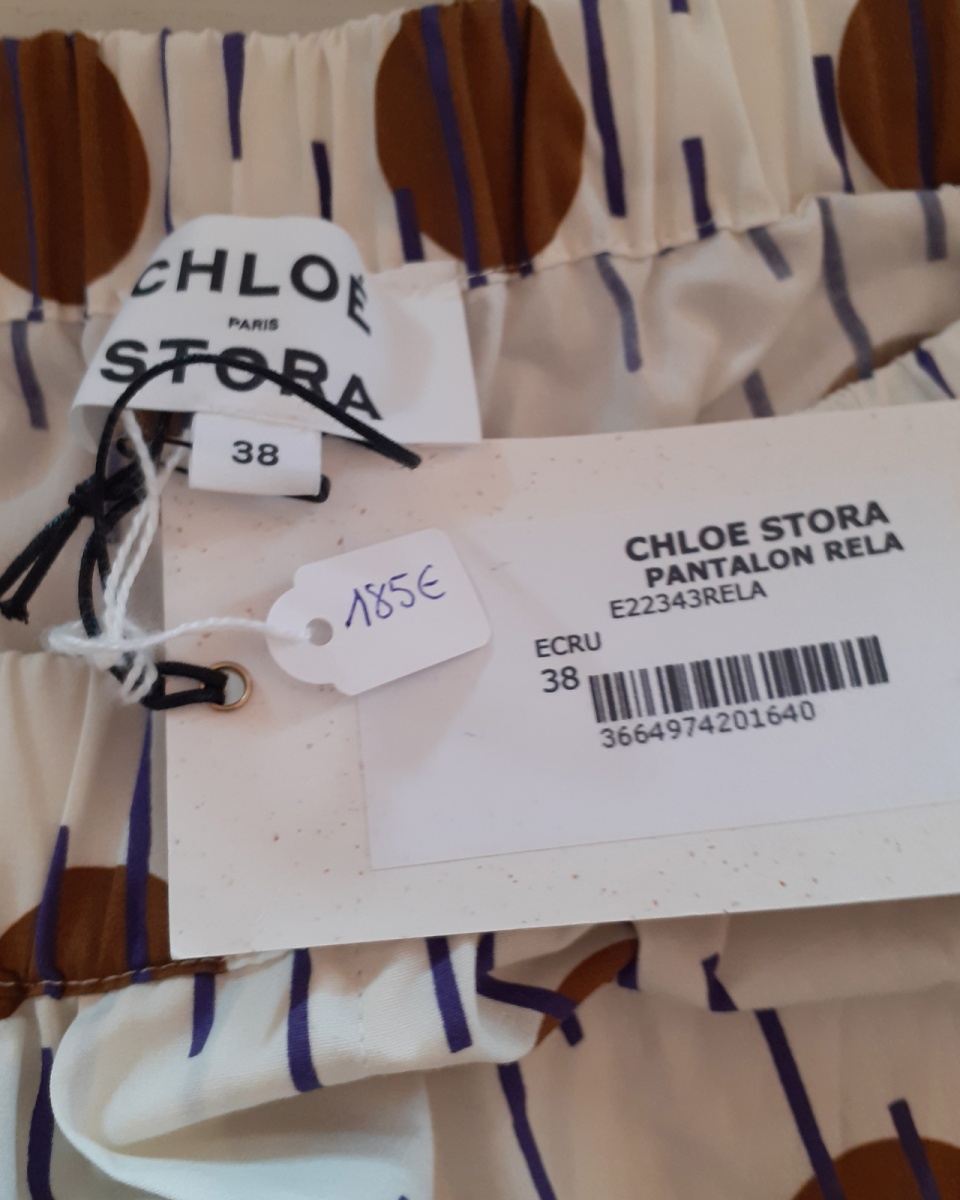 CHLOÉ
PARIS
STORA
38
185€
CHLOE STORA
PANTALON RELA
E22343RELA
ECRU
38
3664974201640